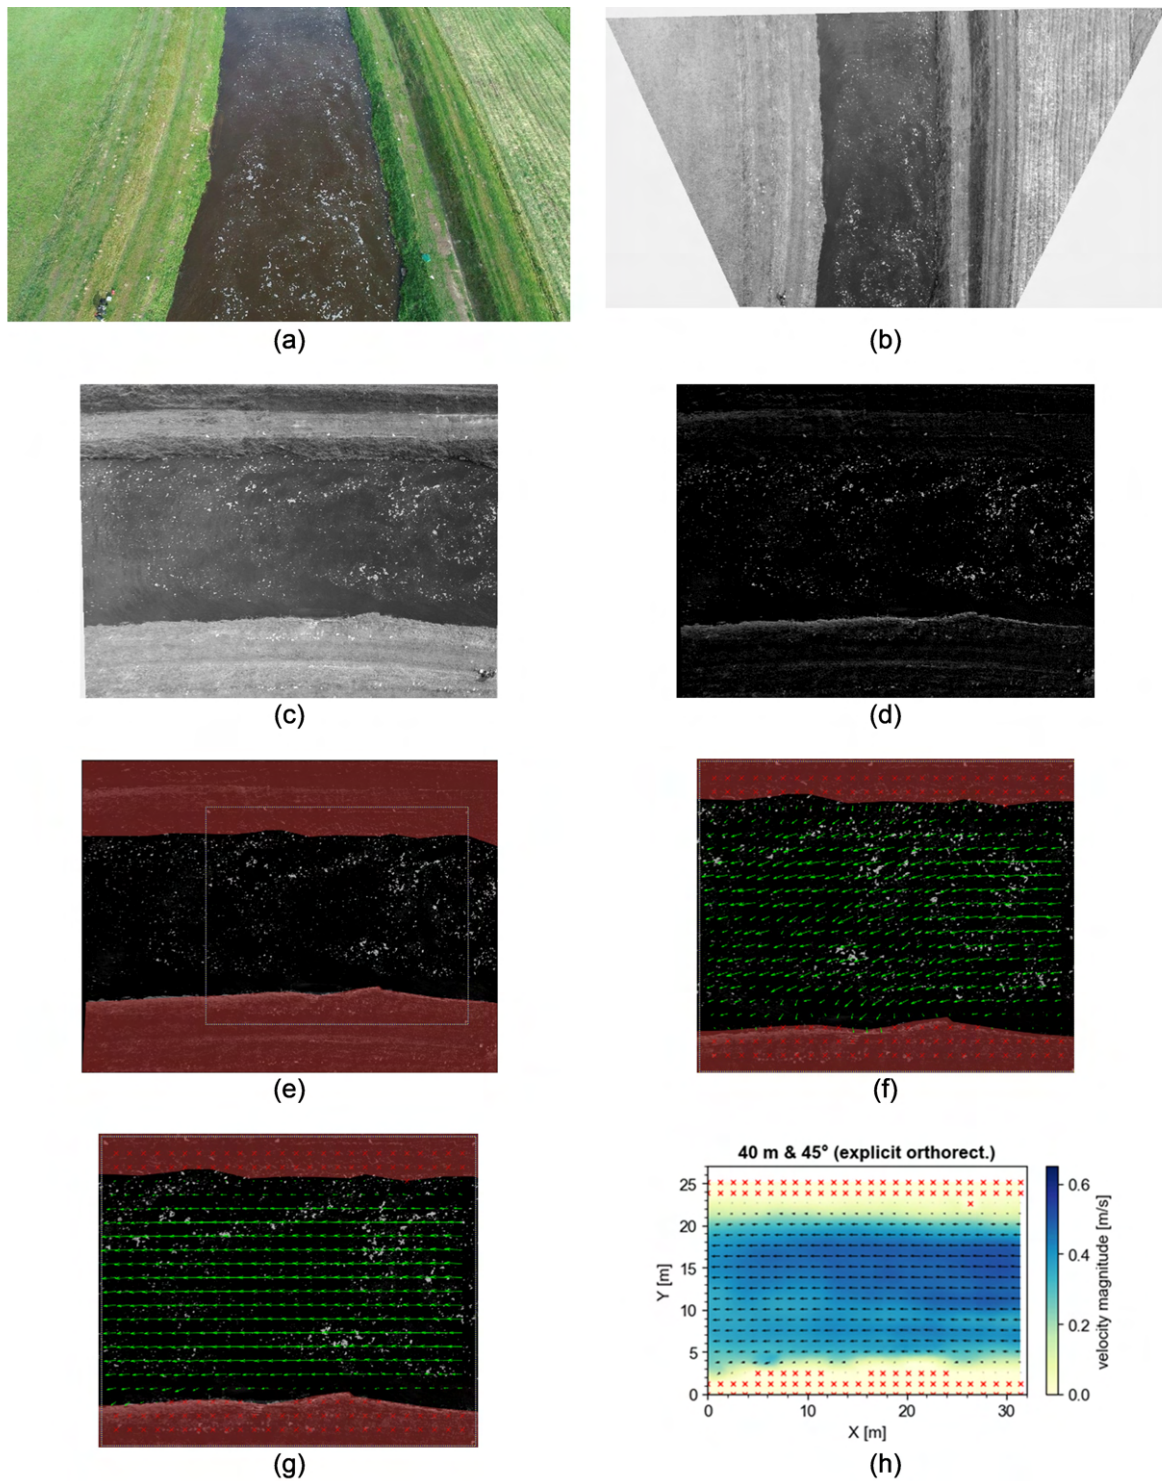 (a)
(b)
(c)
(d)
(e)
(f)
(g)
40 m & 45° (explicit orthorect.)
25
20
15
10
5
0
Y [m]
0
10
20
30
X [m]
0.6
0.4
0.2
0.0
velocity magnitude [m/s]
(h)